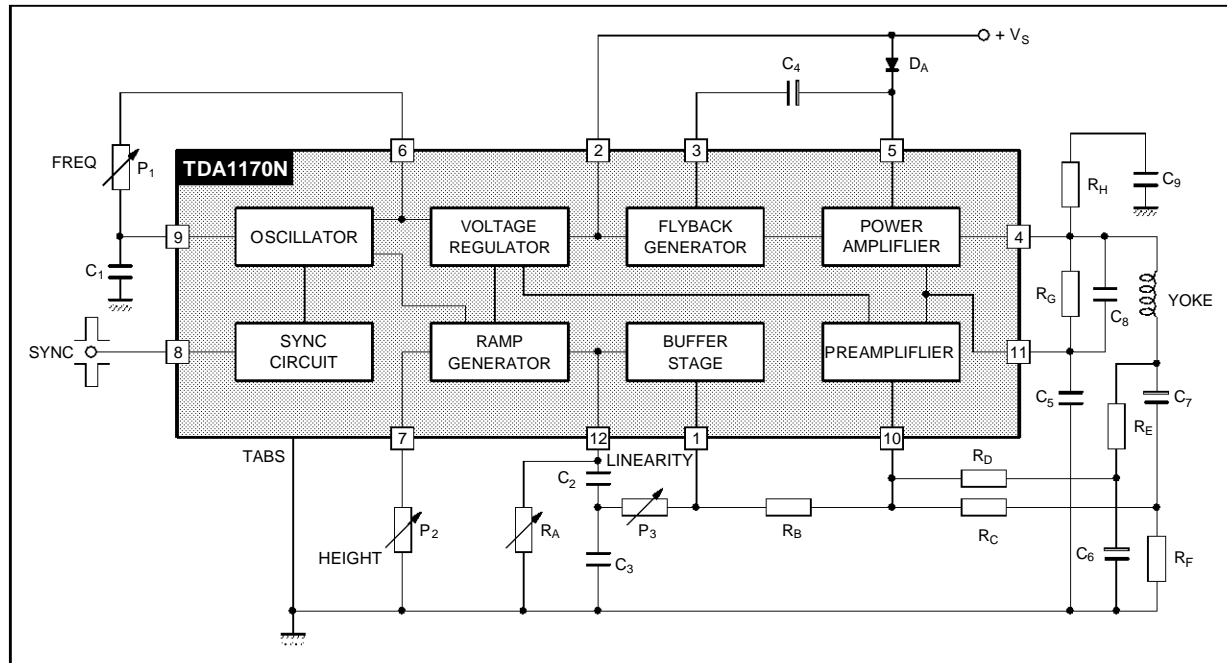 + VS
C4
DA
6
2
3
5
FREQ
P1
TDA1170N
RH
C9
9
OSCILLATOR
VOLTAGE
REGULATOR
FLYBACK
GENERATOR
POWER
AMPLIFLIER
4
C1
RG
C8
YOKE
SYNC
8
SYNC
CIRCUIT
RAMP
GENERATOR
BUFFER
STAGE
PREAMPLIFLIER
11
C5
C7
RE
7
12
1
10
TABS
LINEARITY
C2
RD
P2
RA
P3
RB
RC
HEIGHT
C3
C6
RF